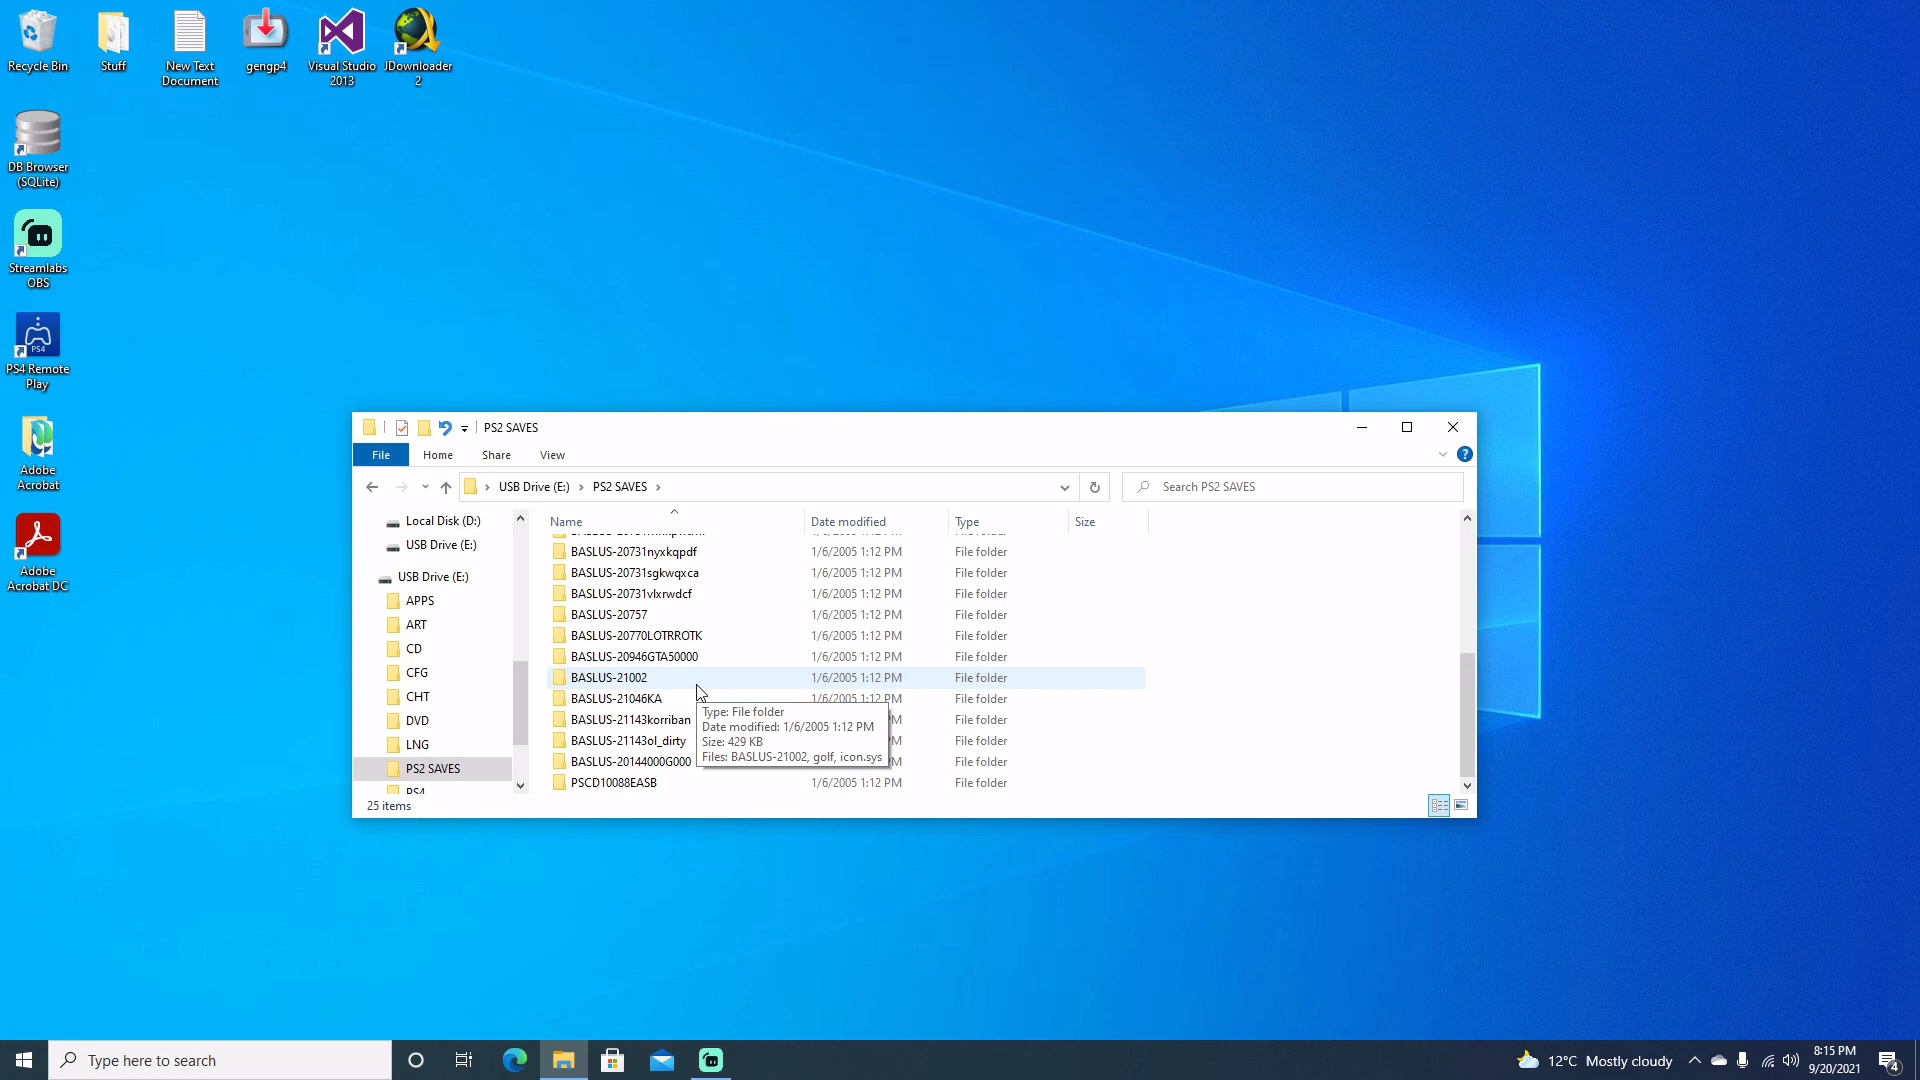 Recycle Bin
Stuff
New Text
Document
gengp4
Visual Studio
2013
JDownloader
2
DB Browser
(SQLite)
Streamlabs
OBS
PS4
PS4 Remote
Play
Adobe
Acrobat
Adobe
Acrobat DC
PS2 SAVES
File Home Share View
USB Drive (E:) PS2 SAVES
Search PS2 SAVES
Local Disk (D:)
USB Drive (E:)
USB Drive (E:)
APPS
ART
CD
CFG
CHT
DVD
LNG
PS2 SAVES
PS4
Name Date modified Type Size
BASLUS-20731nyxkqpdf 1/6/2005 1:12 PM File folder
BASLUS-20731sgkwqxca 1/6/2005 1:12 PM File folder
BASLUS-20731vlxrwdcf 1/6/2005 1:12 PM File folder
BASLUS-20757 1/6/2005 1:12 PM File folder
BASLUS-20770LOTRROTK 1/6/2005 1:12 PM File folder
BASLUS-20946GTA50000 1/6/2005 1:12 PM File folder
BASLUS-21002 1/6/2005 1:12 PM File folder
BASLUS-21046KA 1/6/2005 1:12 PM File folder
BASLUS-21143korriban PM File folder
BASLUS-21143ol_dirty PM File folder
BASLUS-20144000G000 PM File folder
PSCD10088EASB 1/6/2005 1:12 PM File folder
Type: File folder
Date modified: 1/6/2005 1:12 PM
Size: 429 KB
Files: BASLUS-21002, golf, icon.sys
25 items
Type here to search
12°C Mostly cloudy
8:15 PM
9/20/2021
4